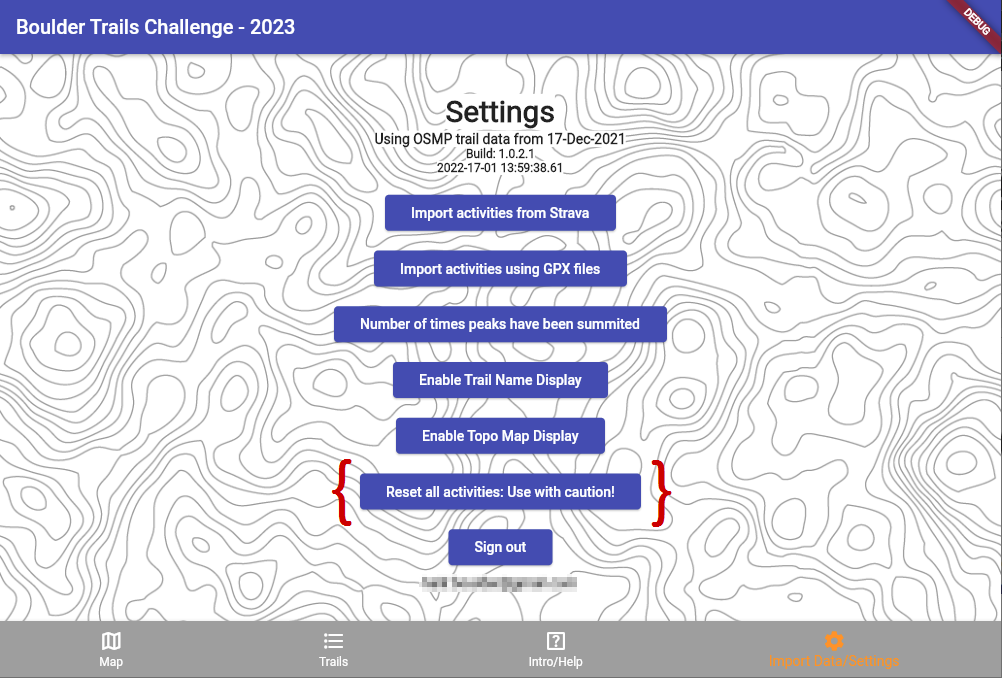 Boulder Trails Challenge - 2023
DEBUG
Settings
Using OSMP trail data from 17-Dec-2021
Build: 1.0.2.1
2022-17-01 13:59:38.61
Import activities from Strava
Import activities using GPX files
Number of times peaks have been summited
Enable Trail Name Display
Enable Topo Map Display
{ Reset all activities: Use with caution! }
Sign out
Map
Trails
Intro/Help
Import Data/Settings